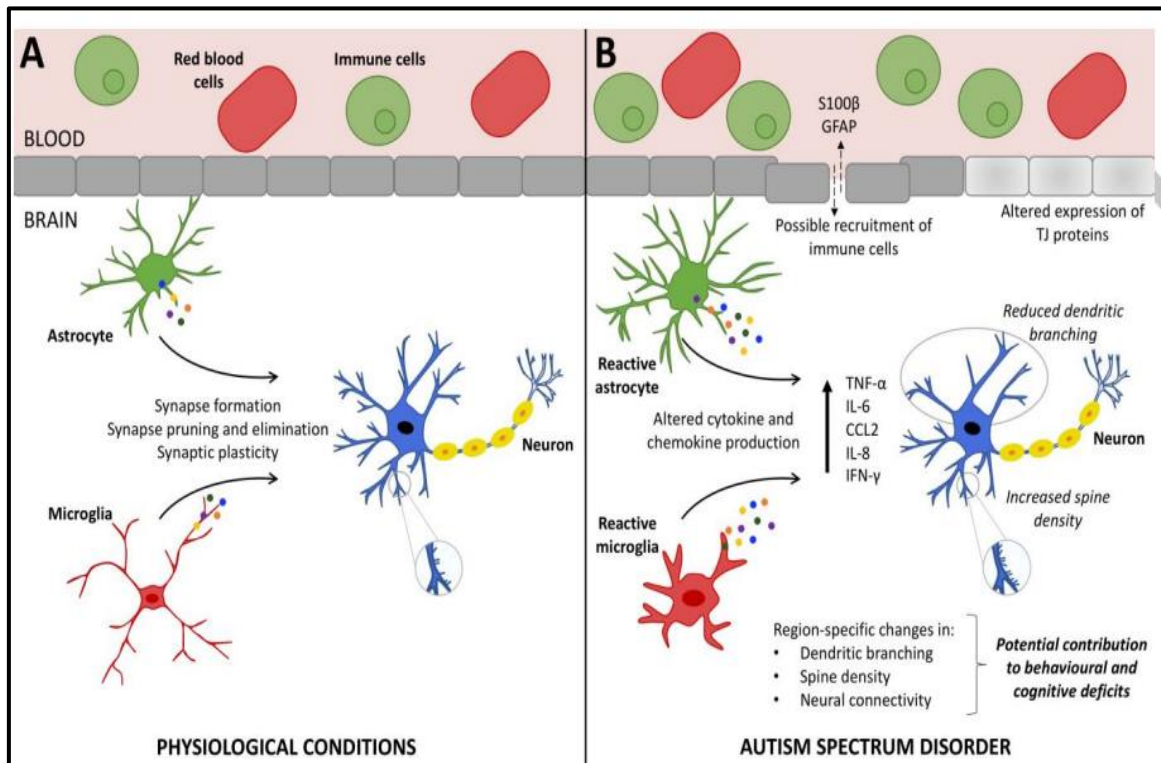 A
Red blood
cells
Immune cells
BLOOD
BRAIN
Astrocyte
Synapse formation
Synapse pruning and elimination
Synaptic plasticity
Neuron
Microglia
PHYSIOLOGICAL CONDITIONS
B
S100β
GFAP
Possible recruitment of
immune cells
Altered expression of
TJ proteins
Reduced dendritic
branching
Reactive
astrocyte
TNF-α
IL-6
CCL2
IL-8
IFN-γ
Altered cytokine and
chemokine production
Neuron
Increased spine
density
Reactive
microglia
Region-specific changes in:
• Dendritic branching
• Spine density
• Neural connectivity
Potential contribution
to behavioural and
cognitive deficits
AUTISM SPECTRUM DISORDER